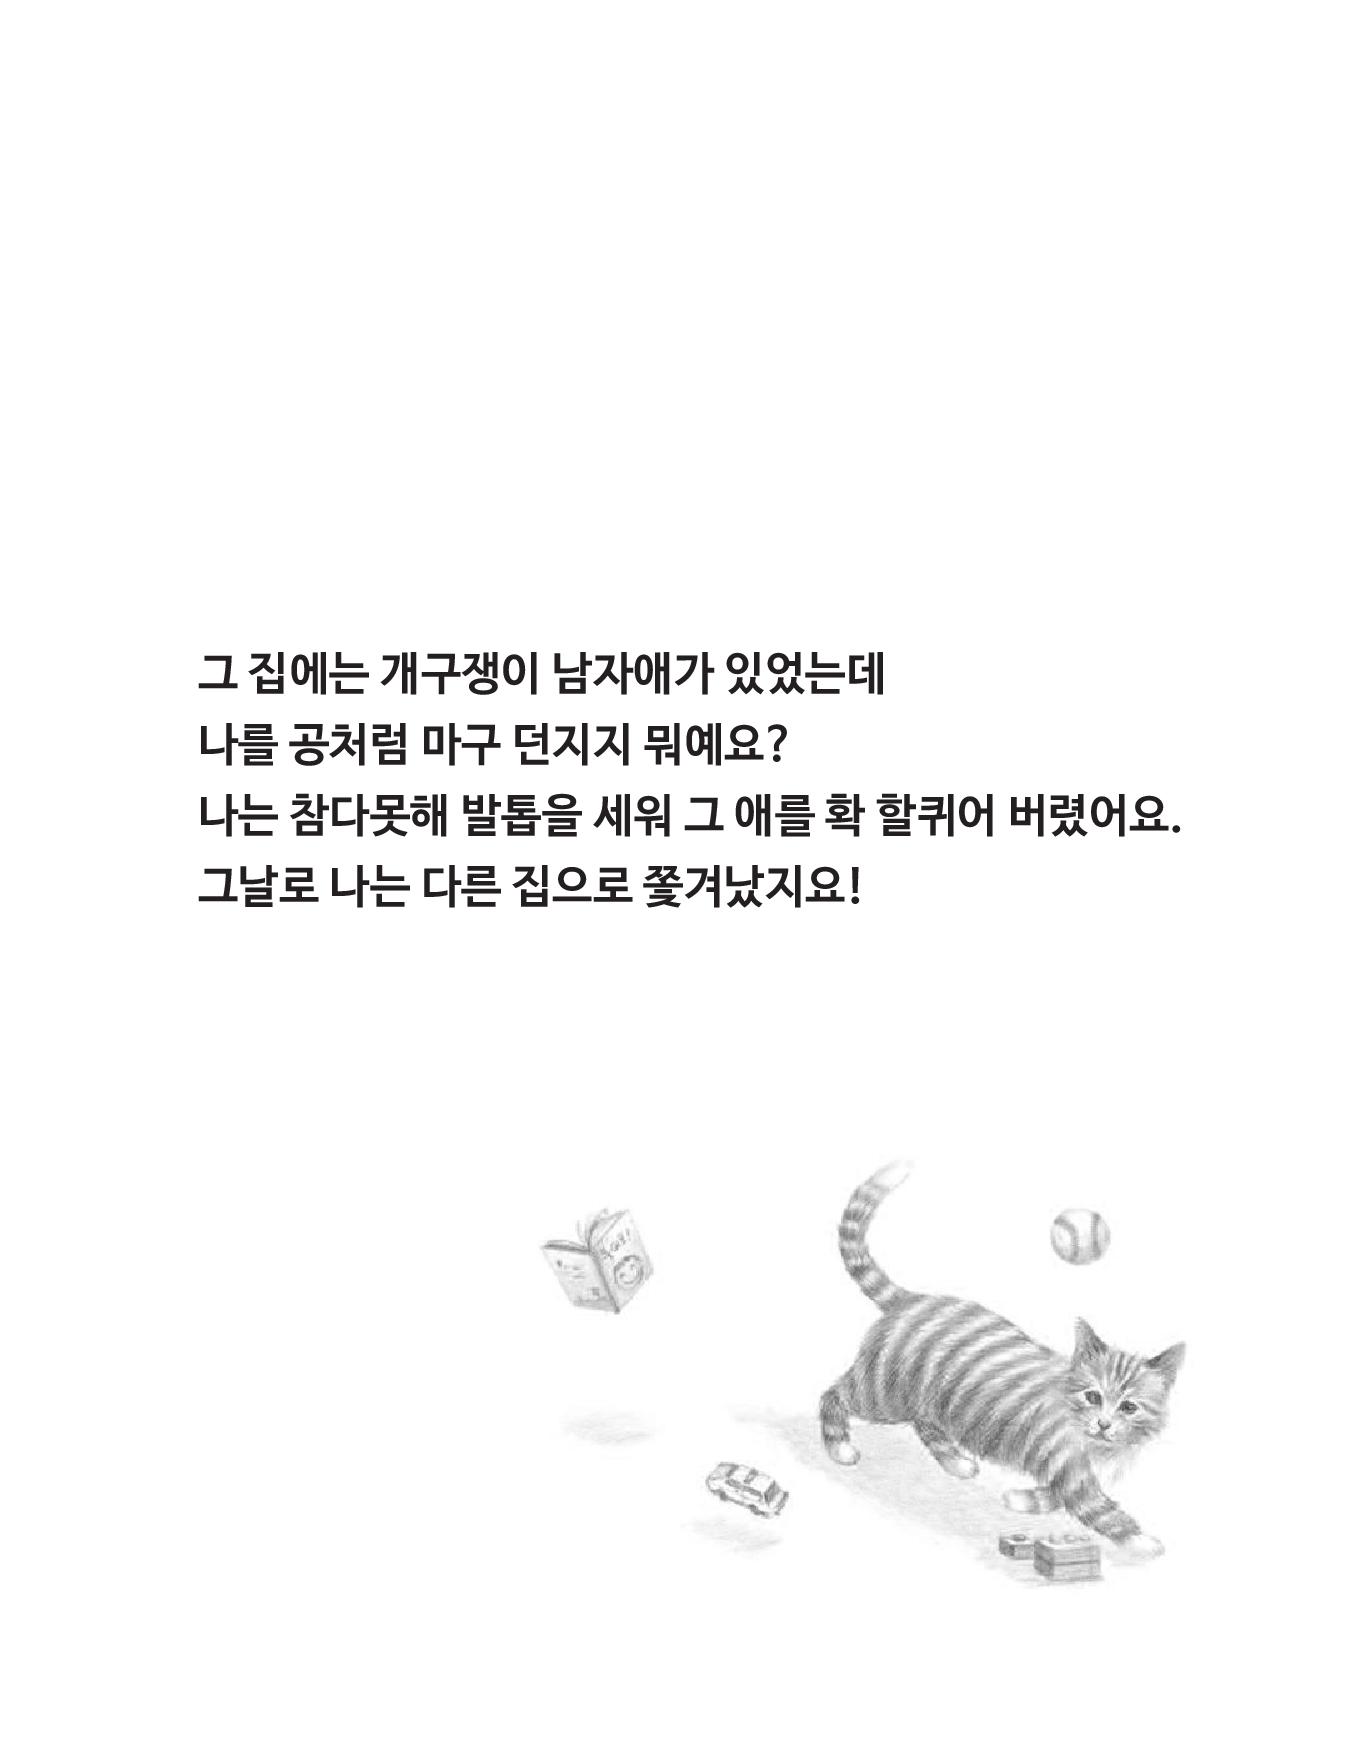 그 집에는 개구쟁이 남자애가 있었는데
나를 공처럼 마구 던지지 뭐예요?
나는 참다못해 발톱을 세워 그 애를 확 할퀴어 버렸어요.
그날로 나는 다른 집으로 쫓겨났지요!